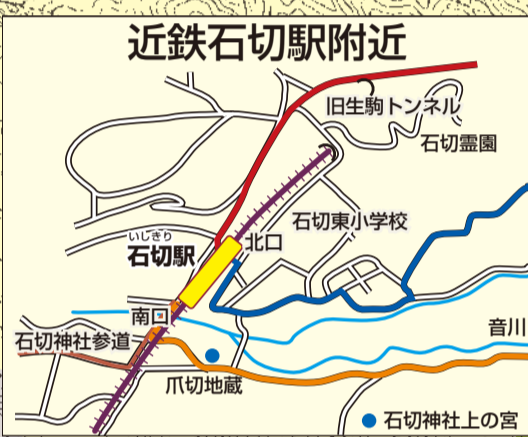 近鉄石切駅附近
旧生駒トンネル
石切霊園
石切東小学校
いしきり
石切駅
北口
南口
石切神社参道
音川
爪切地蔵
石切神社上の宮